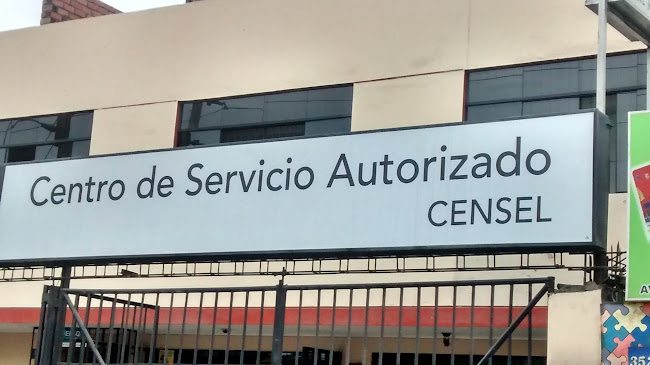 Centro de Servicio Autorizado
CENSEL